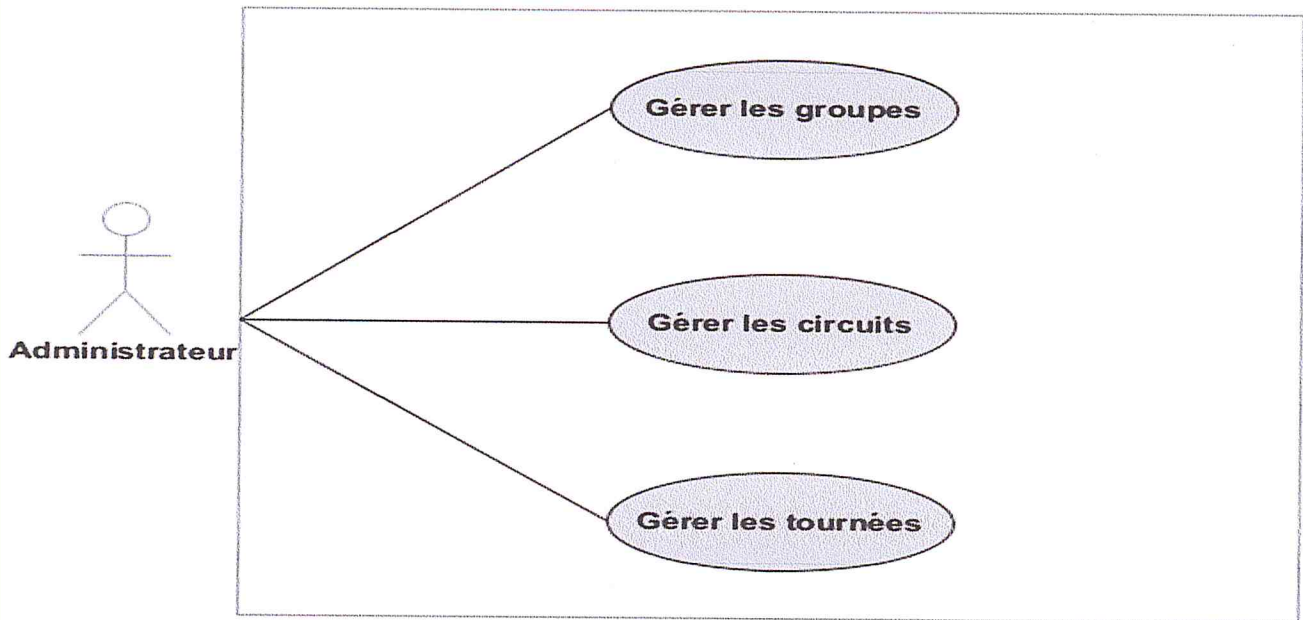 Gérer les groupes
Gérer les circuits
Administrateur
Gérer les tournées